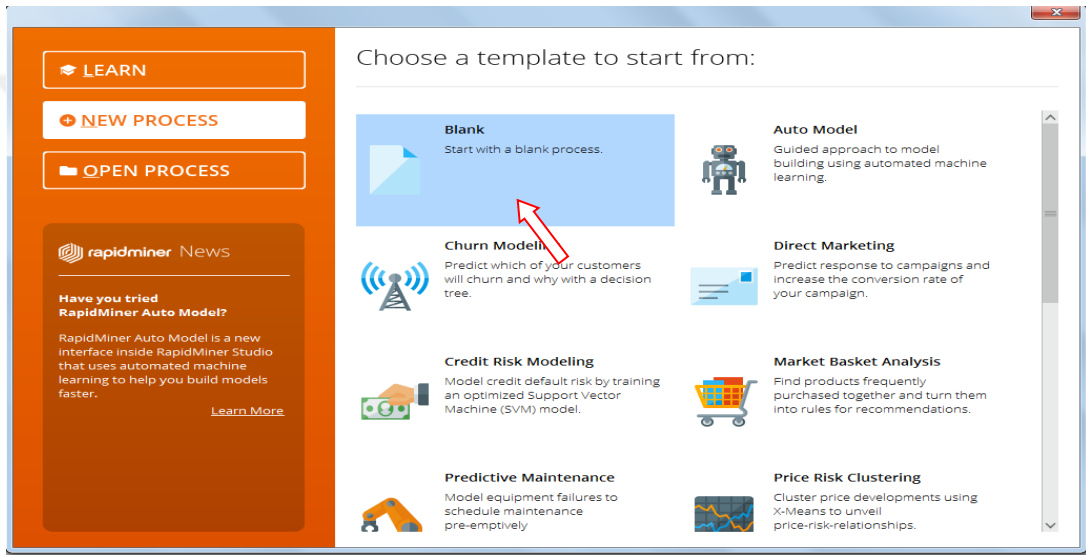 LEARN
NEW PROCESS
OPEN PROCESS
rapidminer News
Have you tried
RapidMiner Auto Model?
RapidMiner Auto Model is a new
interface inside RapidMiner Studio
that uses automated machine
learning to help you build models
faster.
Learn More
Choose a template to start from:
Blank
Start with a blank process.
Auto Model
Guided approach to model
building using automated machine
learning.
Churn Modeling
Predict which of your customers
will churn and why with a decision
tree.
Direct Marketing
Predict response to campaigns and
increase the conversion rate of
your campaign.
Credit Risk Modeling
Model credit default risk by training
an optimized Support Vector
Machine (SVM) model.
Market Basket Analysis
Find products frequently
purchased together and turn them
into rules for recommendations.
Predictive Maintenance
Model equipment failures to
schedule maintenance
pre-emptively
Price Risk Clustering
Cluster price developments using
X-Means to unveil
price-risk-relationships.